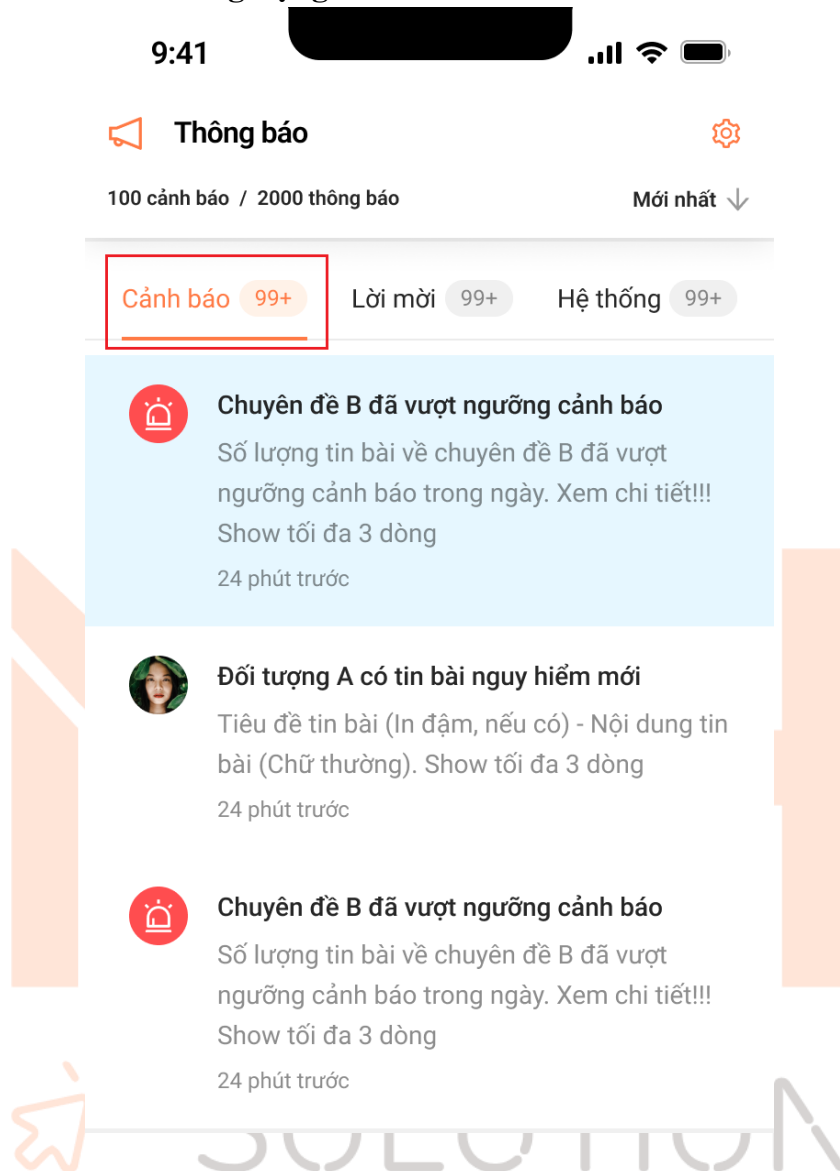 9:41
Thông báo
100 cảnh báo / 2000 thông báo
Mới nhất
Cảnh báo 99+ Lời mời 99+ Hệ thống 99+
Chuyên đề B đã vượt ngưỡng cảnh báo
Số lượng tin bài về chuyên đề B đã vượt
ngưỡng cảnh báo trong ngày. Xem chi tiết!!!
Show tối đa 3 dòng
24 phút trước
Đối tượng A có tin bài nguy hiểm mới
Tiêu đề tin bài (In đậm, nếu có) - Nội dung tin
bài (Chữ thường). Show tối đa 3 dòng
24 phút trước
Chuyên đề B đã vượt ngưỡng cảnh báo
Số lượng tin bài về chuyên đề B đã vượt
ngưỡng cảnh báo trong ngày. Xem chi tiết!!!
Show tối đa 3 dòng
24 phút trước